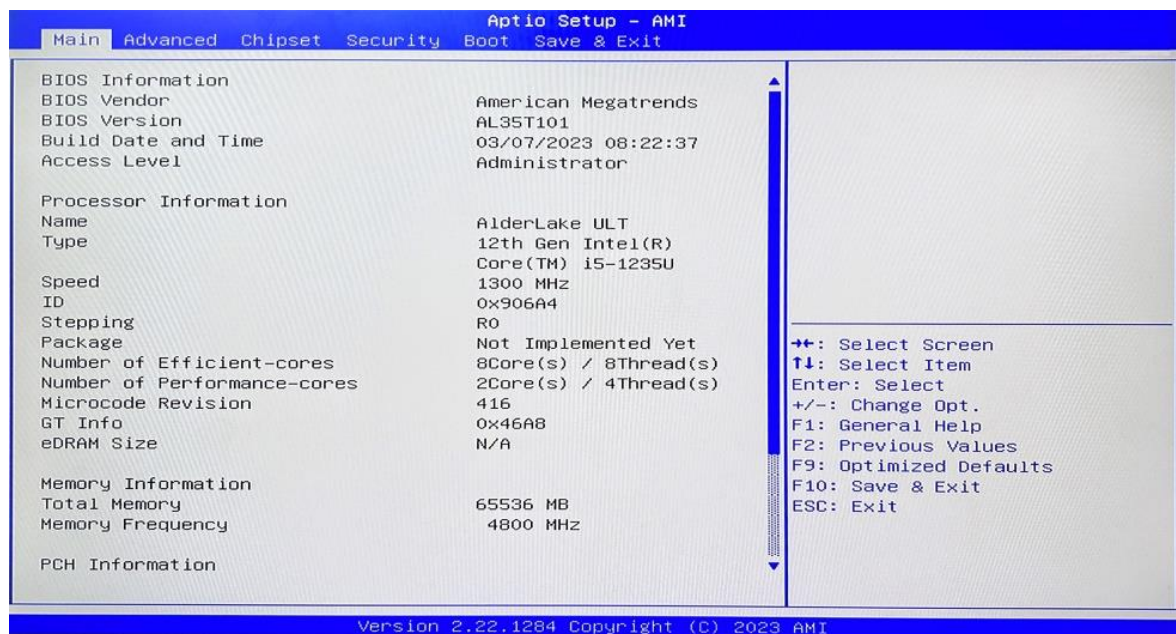 Aptio Setup - AMI
Main Advanced Chipset Security Boot Save & Exit
BIOS Information
BIOS Vendor American Megatrends
BIOS Version AL35T101
Build Date and Time 03/07/2023 08:22:37
Access Level Administrator
Processor Information
Name AlderLake ULT
Type 12th Gen Intel(R)
Core(TM) i5-1235U
Speed 1300 MHz
ID 0x906A4
Stepping R0
Package Not Implemented Yet
Number of Efficient-cores 8Core(s) / 8Thread(s)
Number of Performance-cores 2Core(s) / 4Thread(s)
Microcode Revision 416
GT Info 0x46A8
eDRAM Size N/A
Memory Information
Total Memory 65536 MB
Memory Frequency 4800 MHz
PCH Information
→←: Select Screen
↑↓: Select Item
Enter: Select
+/-: Change Opt.
F1: General Help
F2: Previous Values
F9: Optimized Defaults
F10: Save & Exit
ESC: Exit
Version 2.22.1284 Copyright (C) 2023 AMI